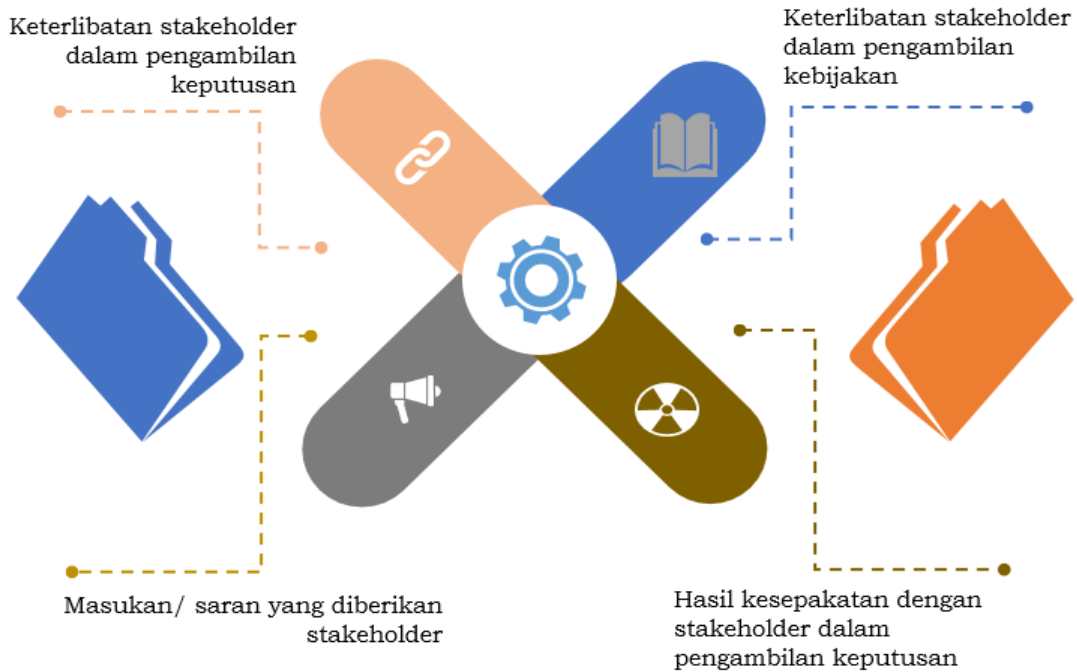 Keterlibatan stakeholder
dalam pengambilan
keputusan
Keterlibatan stakeholder
dalam pengambilan
kebijakan
Masukan/ saran yang diberikan
stakeholder
Hasil kesepakatan dengan
stakeholder dalam
pengambilan keputusan